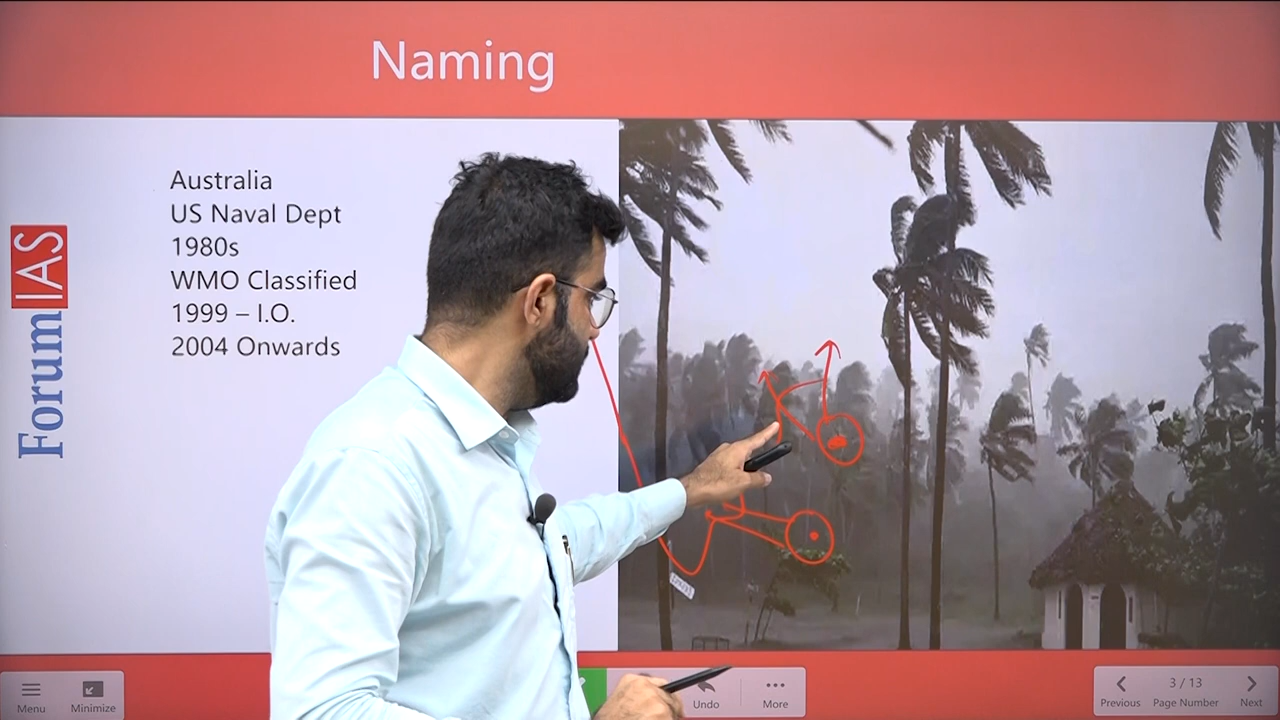 Naming
Forum IAS
Australia
US Naval Dept
1980s
WMO Classified
1999 – I.O.
2004 Onwards
Menu
Minimize
Undo
More
3 / 13
Previous
Page Number
Next